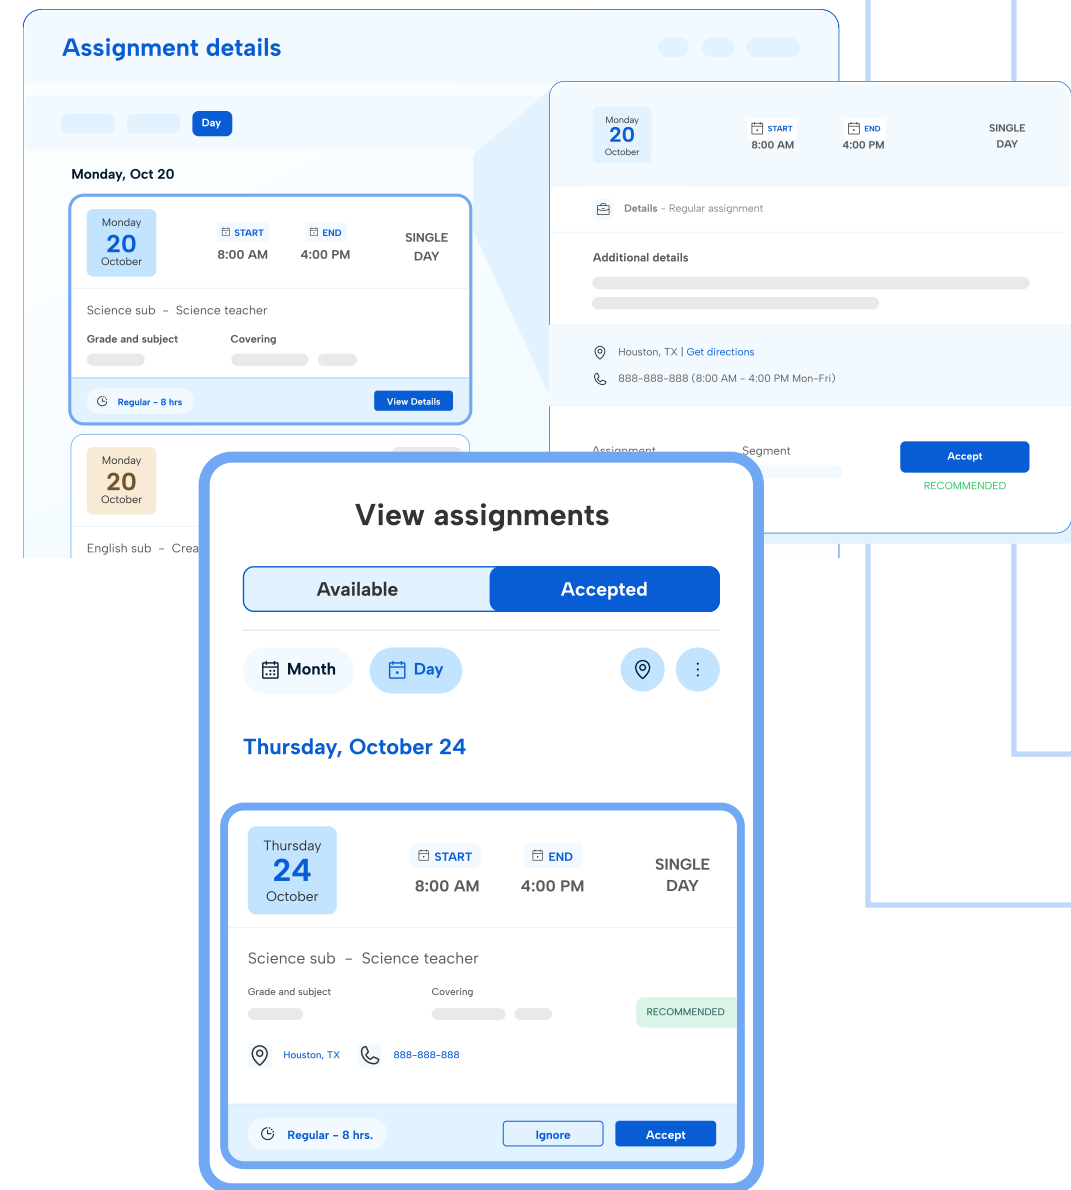 Assignment details
Day
Monday, Oct 20
Monday
20
October
START
8:00 AM
END
4:00 PM
SINGLE
DAY
Science sub – Science teacher
Grade and subject
Covering
Regular – 8 hrs
View Details
Monday
20
October
English sub – Crea
Monday
20
October
START
8:00 AM
END
4:00 PM
SINGLE
DAY
Details – Regular assignment
Additional details
Houston, TX | Get directions
888-888-888 (8:00 AM – 4:00 PM Mon-Fri)
Assignment
Segment
Accept
RECOMMENDED
View assignments
Available
Accepted
Month
Day
Thursday, October 24
Thursday
24
October
START
8:00 AM
END
4:00 PM
SINGLE
DAY
Science sub – Science teacher
Grade and subject
Covering
RECOMMENDED
Houston, TX
888-888-888
Regular – 8 hrs.
Ignore
Accept